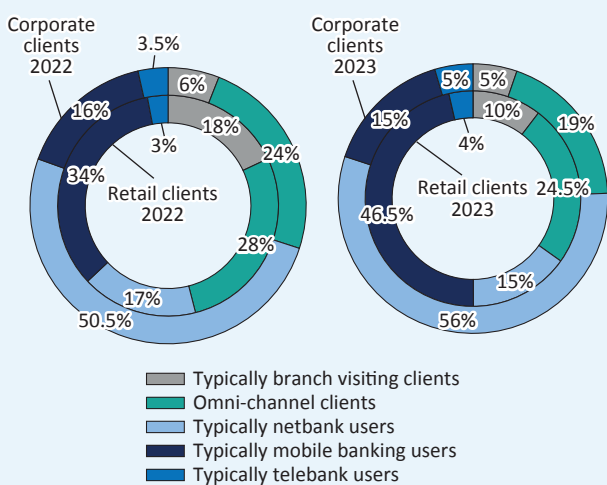 Corporate
clients
2022
3.5%
6%
16%
18%
3%
24%
34%
Retail clients
2022
28%
17%
50.5%
Corporate
clients
2023
5%
5%
10%
15%
4%
19%
Retail clients
2023
24.5%
46.5%
15%
56%
Typically branch visiting clients
Omni-channel clients
Typically netbank users
Typically mobile banking users
Typically telebank users